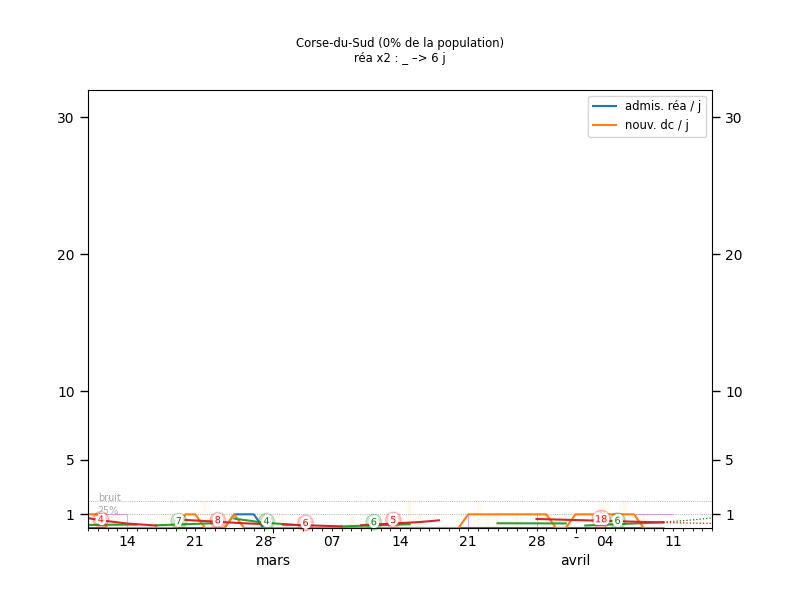 Corse-du-Sud (0% de la population)
réa x2 : _ –> 6 j
admis. réa / j
nouv. dc / j
30 30
20 20
10 10
5 5
bruit
25%
1 1
4 7 8 4 6 6 5 18 6
14 21 28 07 14 21 28 04 11
mars avril